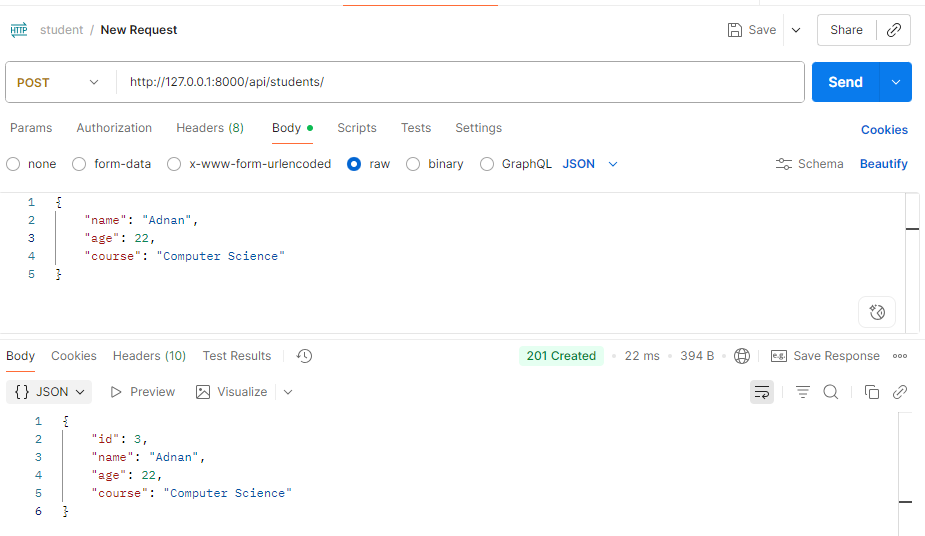 HTTP student / New Request Save Share
POST http://127.0.0.1:8000/api/students/ Send
Params Authorization Headers (8) Body Scripts Tests Settings Cookies
none form-data x-www-form-urlencoded raw binary GraphQL JSON Schema Beautify
1 {
2 "name": "Adnan",
3 "age": 22,
4 "course": "Computer Science"
5 }
Body Cookies Headers (10) Test Results 201 Created 22 ms 394 B e.g. Save Response
{} JSON Preview Visualize
1 {
2 "id": 3,
3 "name": "Adnan",
4 "age": 22,
5 "course": "Computer Science"
6 }